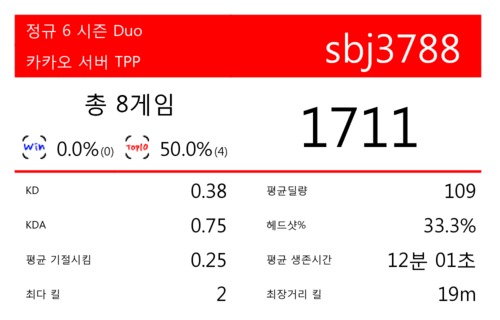 정규 6 시즌 Duo
카카오 서버 TPP
sbj3788
총 8게임
1711
Win 0.0%(0) Top10 50.0%(4)
KD 0.38 평균딜량 109
KDA 0.75 헤드샷% 33.3%
평균 기절시킴 0.25 평균 생존시간 12분 01초
최다 킬 2 최장거리 킬 19m